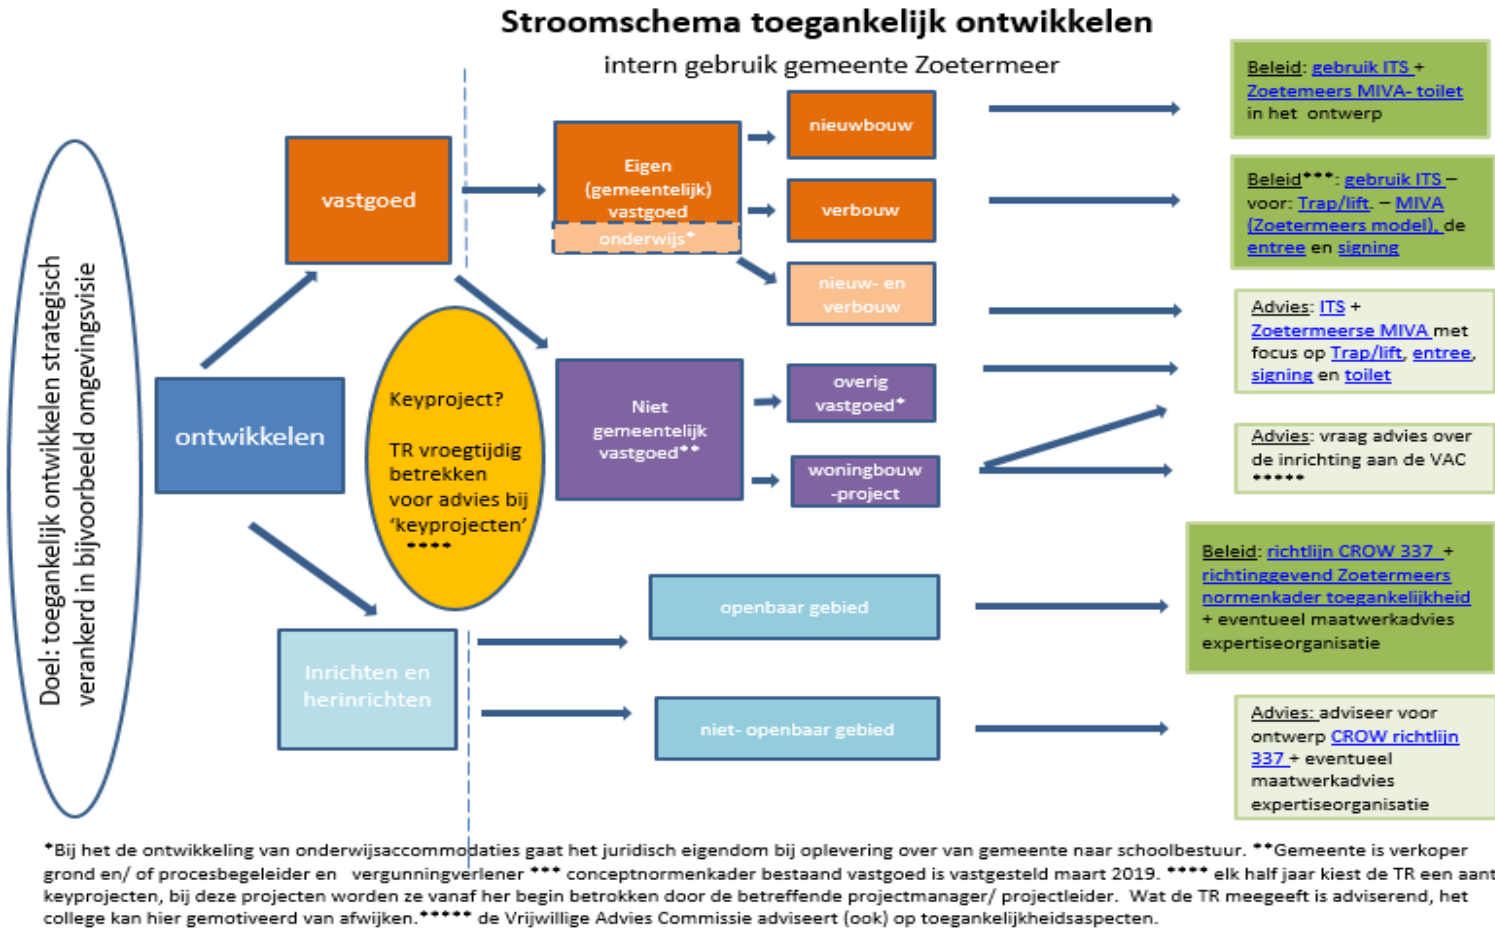 Stroomschema toegankelijk ontwikkelen
intern gebruik gemeente Zoetermeer
Doel: toegankelijk ontwikkelen strategisch
verankerd in bijvoorbeeld omgevingsvisie
ontwikkelen
vastgoed
Inrichten en
herinrichten
Keyproject?
TR vroegtijdig
betrekken
voor advies bij
‘keyprojecten’
****
Eigen
(gemeentelijk)
vastgoed
onderwijs*
Niet
gemeentelijk
vastgoed**
nieuwbouw
verbouw
nieuw- en
verbouw
overig
vastgoed*
woningbouw
-project
openbaar gebied
niet- openbaar gebied
Beleid: gebruik ITS +
Zoetemeers MIVA- toilet
in het ontwerp
Beleid***: gebruik ITS –
voor: Trap/lift. – MIVA
(Zoetermeers model), de
entree en signing
Advies: ITS +
Zoetermeerse MIVA met
focus op Trap/lift, entree,
signing en toilet
Advies: vraag advies over
de inrichting aan de VAC
*****
Beleid: richtlijn CROW 337 +
richtinggevend Zoetermeers
normenkader toegankelijkheid
+ eventueel maatwerkadvies
expertiseorganisatie
Advies: adviseer voor
ontwerp CROW richtlijn
337 + eventueel
maatwerkadvies
expertiseorganisatie
*Bij het de ontwikkeling van onderwijsaccommodaties gaat het juridisch eigendom bij oplevering over van gemeente naar schoolbestuur. **Gemeente is verkoper
grond en/ of procesbegeleider en vergunningverlener *** conceptnormenkader bestaand vastgoed is vastgesteld maart 2019. **** elk half jaar kiest de TR een aant
keyprojecten, bij deze projecten worden ze vanaf her begin betrokken door de betreffende projectmanager/ projectleider. Wat de TR meegeeft is adviserend, het
college kan hier gemotiveerd van afwijken.***** de Vrijwillige Advies Commissie adviseert (ook) op toegankelijkheidsaspecten.